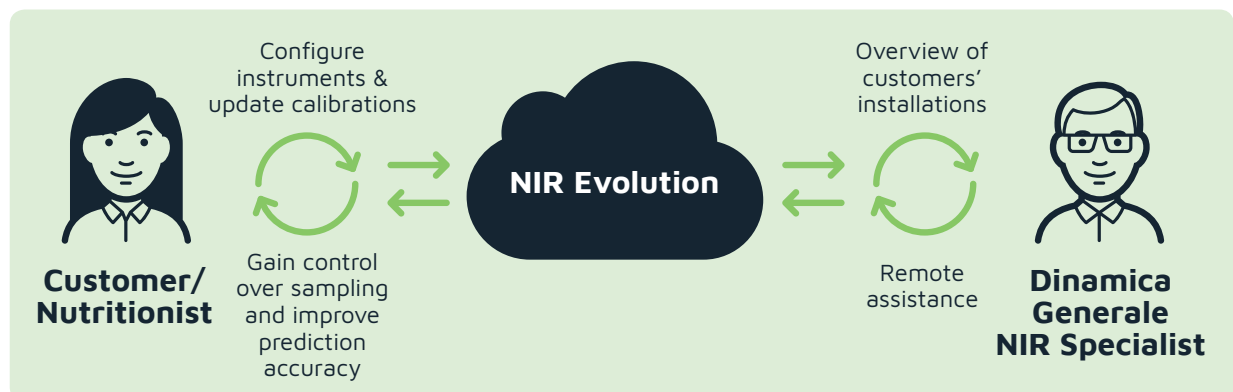 Configure
instruments &
update calibrations
Overview of
customers'
installations
NIR Evolution
Customer/
Nutritionist
Gain control
over sampling
and improve
prediction
accuracy
Remote
assistance
Dinamica
Generale
NIR Specialist